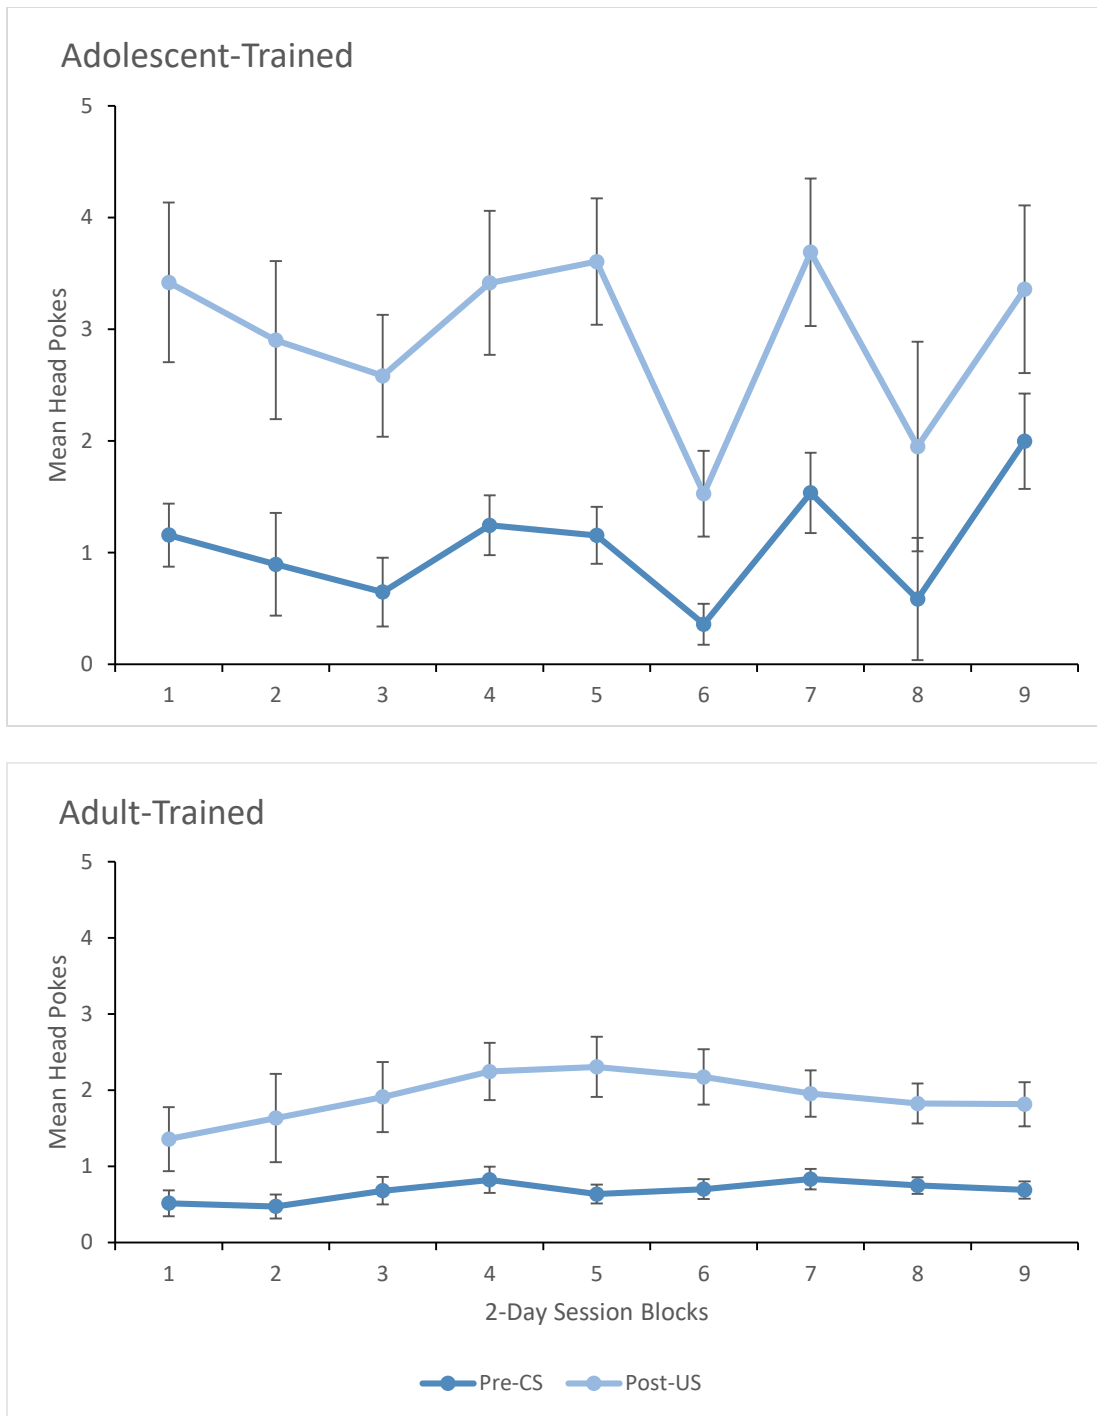 Adolescent-Trained
Mean Head Pokes
5
4
3
2
1
0
1 2 3 4 5 6 7 8 9
Adult-Trained
Mean Head Pokes
5
4
3
2
1
0
1 2 3 4 5 6 7 8 9
2-Day Session Blocks
Pre-CS Post-US